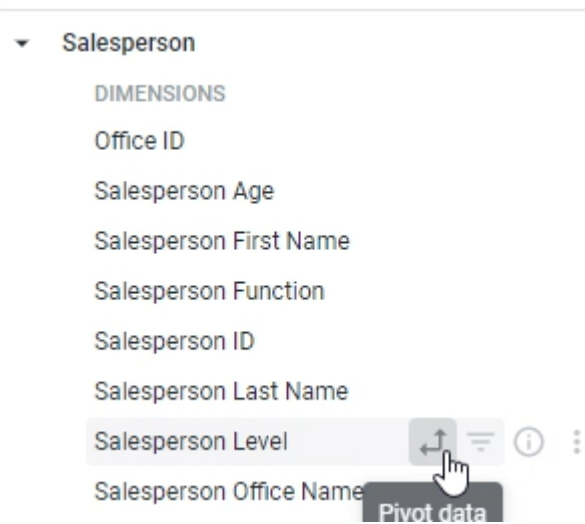 Salesperson
DIMENSIONS
Office ID
Salesperson Age
Salesperson First Name
Salesperson Function
Salesperson ID
Salesperson Last Name
Salesperson Level
Salesperson Office Name
Pivot data